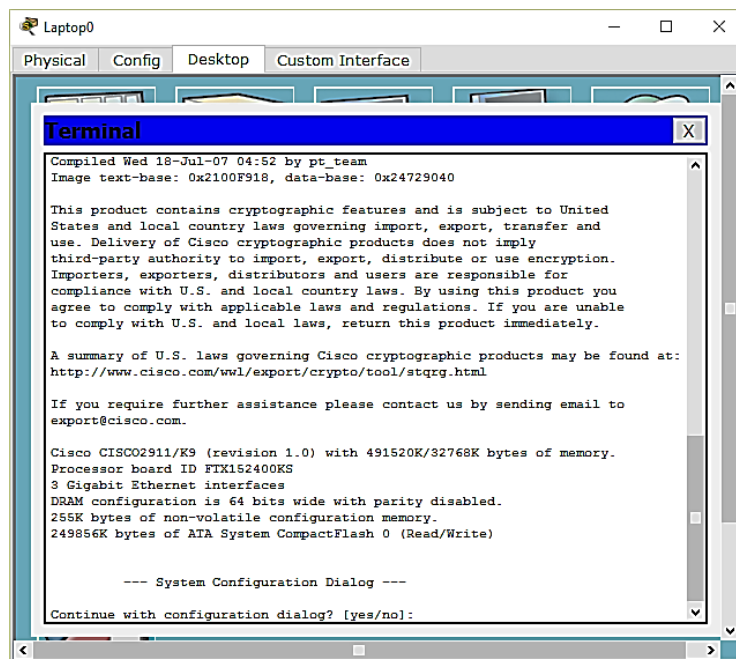 Laptop0
Physical Config Desktop Custom Interface
Terminal
X
Compiled Wed 18-Jul-07 04:52 by pt_team
Image text-base: 0x2100F918, data-base: 0x24729040
This product contains cryptographic features and is subject to United
States and local country laws governing import, export, transfer and
use. Delivery of Cisco cryptographic products does not imply
third-party authority to import, export, distribute or use encryption.
Importers, exporters, distributors and users are responsible for
compliance with U.S. and local country laws. By using this product you
agree to comply with applicable laws and regulations. If you are unable
to comply with U.S. and local laws, return this product immediately.
A summary of U.S. laws governing Cisco cryptographic products may be found at:
http://www.cisco.com/wwl/export/crypto/tool/stqrg.html
If you require further assistance please contact us by sending email to
export@cisco.com.
Cisco CISCO2911/K9 (revision 1.0) with 491520K/32768K bytes of memory.
Processor board ID FTX152400KS
3 Gigabit Ethernet interfaces
DRAM configuration is 64 bits wide with parity disabled.
255K bytes of non-volatile configuration memory.
249856K bytes of ATA System CompactFlash 0 (Read/Write)
--- System Configuration Dialog ---
Continue with configuration dialog? [yes/no]: